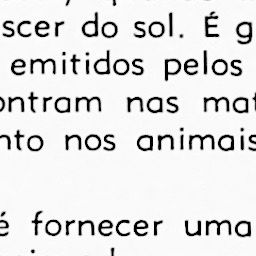 scer do sol. É g
emitidos pelos
ontram nas mat
nto nos animais
é fornecer uma